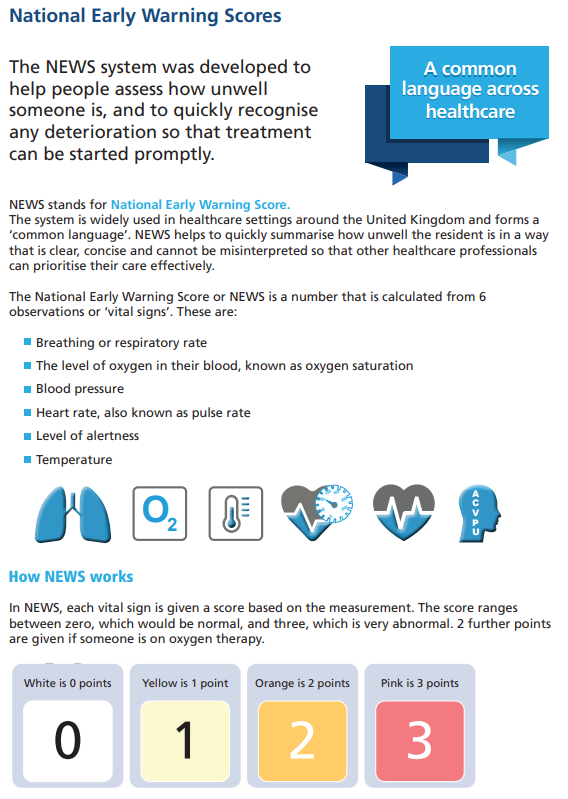 National Early Warning Scores
The NEWS system was developed to
help people assess how unwell
someone is, and to quickly recognise
any deterioration so that treatment
can be started promptly.
A common
language across
healthcare
NEWS stands for National Early Warning Score.
The system is widely used in healthcare settings around the United Kingdom and forms a
‘common language’. NEWS helps to quickly summarise how unwell the resident is in a way
that is clear, concise and cannot be misinterpreted so that other healthcare professionals
can prioritise their care effectively.
The National Early Warning Score or NEWS is a number that is calculated from 6
observations or ‘vital signs’. These are:
Breathing or respiratory rate
The level of oxygen in their blood, known as oxygen saturation
Blood pressure
Heart rate, also known as pulse rate
Level of alertness
Temperature
O2
A
C
V
P
U
How NEWS works
In NEWS, each vital sign is given a score based on the measurement. The score ranges
between zero, which would be normal, and three, which is very abnormal. 2 further points
are given if someone is on oxygen therapy.
White is 0 points
Yellow is 1 point
Orange is 2 points
Pink is 3 points
0
1
2
3